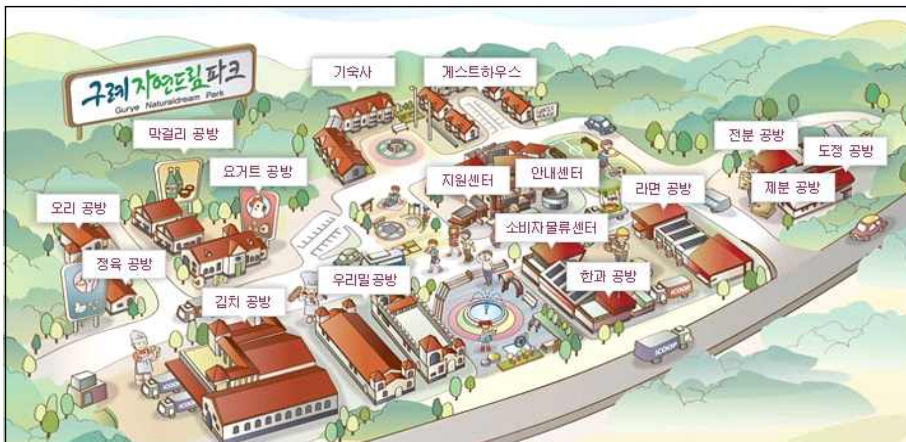 구례 자연드림 파크
Gurye Naturaldream Park
기숙사
게스트하우스
막걸리 공방
요거트 공방
오리 공방
정육 공방
김치 공방
우리밀공방
지원센터
안내센터
소비자물류센터
라면 공방
한과 공방
전분 공방
도정 공방
제분 공방
ICOOP
ICOOP